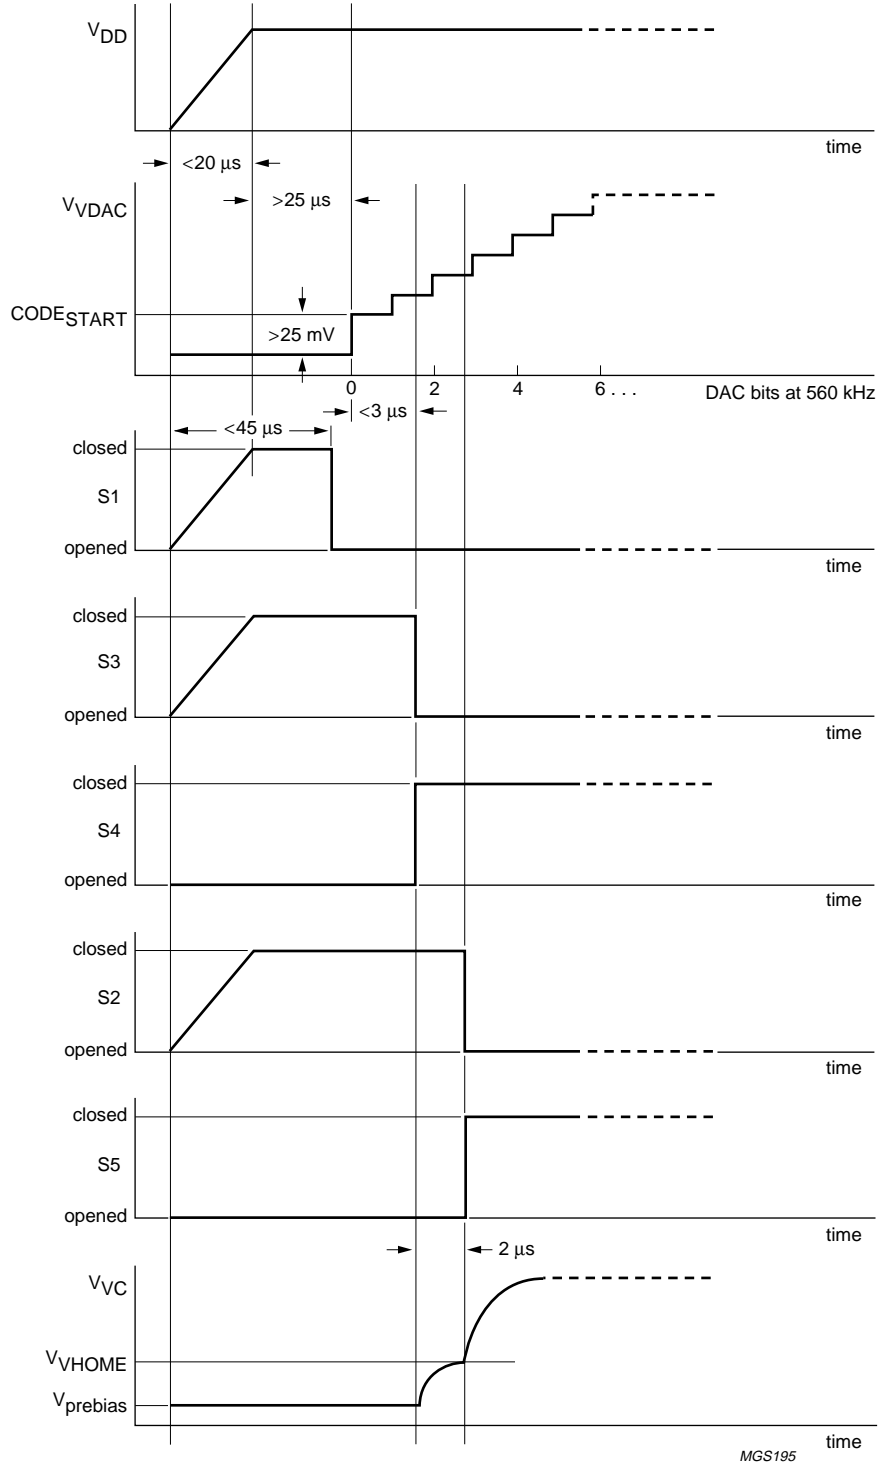 VDD
time
<20 µs
VVDAC
>25 µs
CODESTART
>25 mV
0 2 4 6 . . . DAC bits at 560 kHz
<3 µs
<45 µs
closed
S1
opened
time
closed
S3
opened
time
closed
S4
opened
time
closed
S2
opened
time
closed
S5
opened
time
2 µs
VVC
VVHOME
Vprebias
time
MGS195